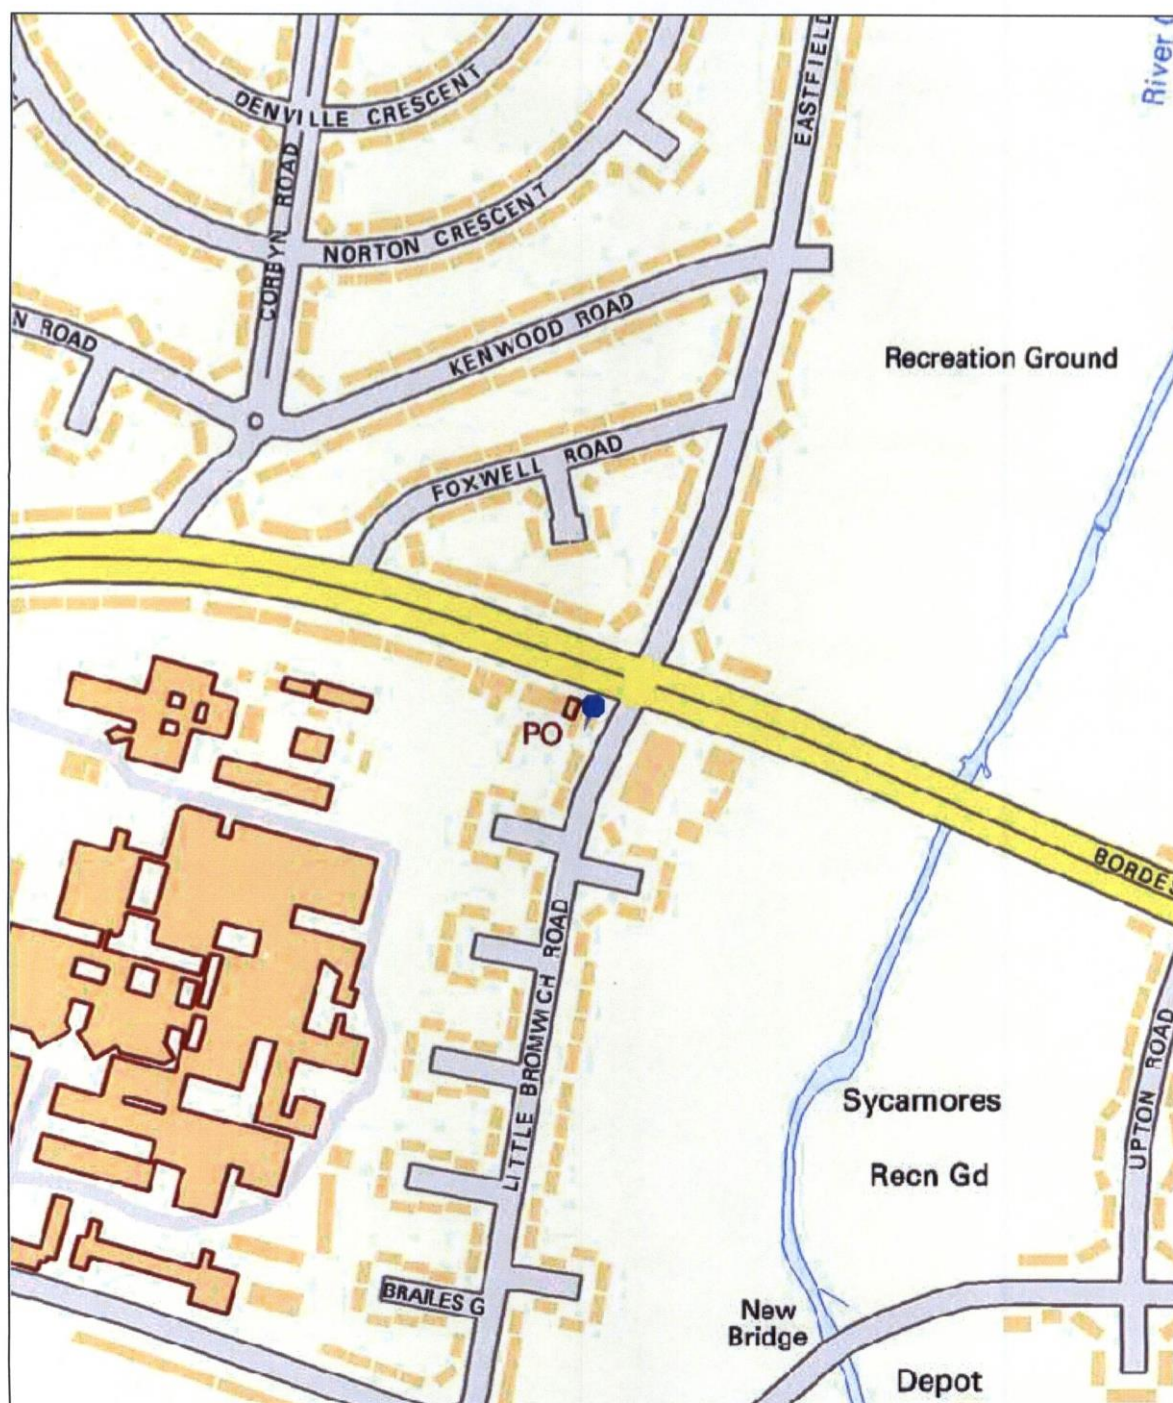 DENVILLE CRESCENT
EASTFIELD
River
CORBYN ROAD
NORTON CRESCENT
N ROAD
KENWOOD ROAD
Recreation Ground
FOXWELL ROAD
PO
BORDES
LITTLE BROMWICH ROAD
UPTON ROAD
Sycamores
Recn Gd
BRAILES G
New
Bridge
Depot